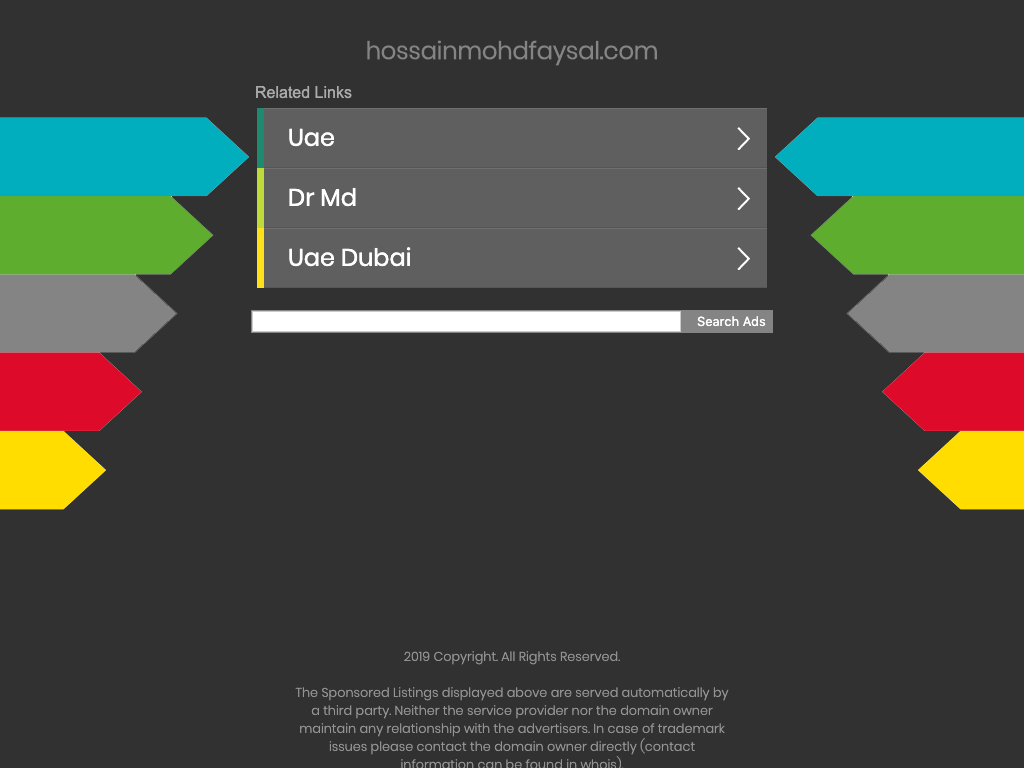 hossainmohdfaysal.com
Related Links
Uae
Dr Md
Uae Dubai
Search Ads
2019 Copyright. All Rights Reserved.
The Sponsored Listings displayed above are served automatically by
a third party. Neither the service provider nor the domain owner
maintain any relationship with the advertisers. In case of trademark
issues please contact the domain owner directly (contact
information can be found in whois).